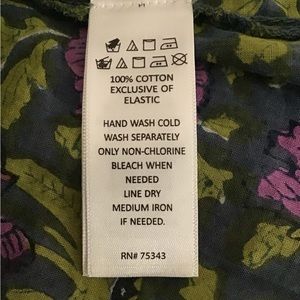 100% COTTON
EXCLUSIVE OF
ELASTIC
HAND WASH COLD
WASH SEPARATELY
ONLY NON-CHLORINE
BLEACH WHEN
NEEDED
LINE DRY
MEDIUM IRON
IF NEEDED.
RN# 75343